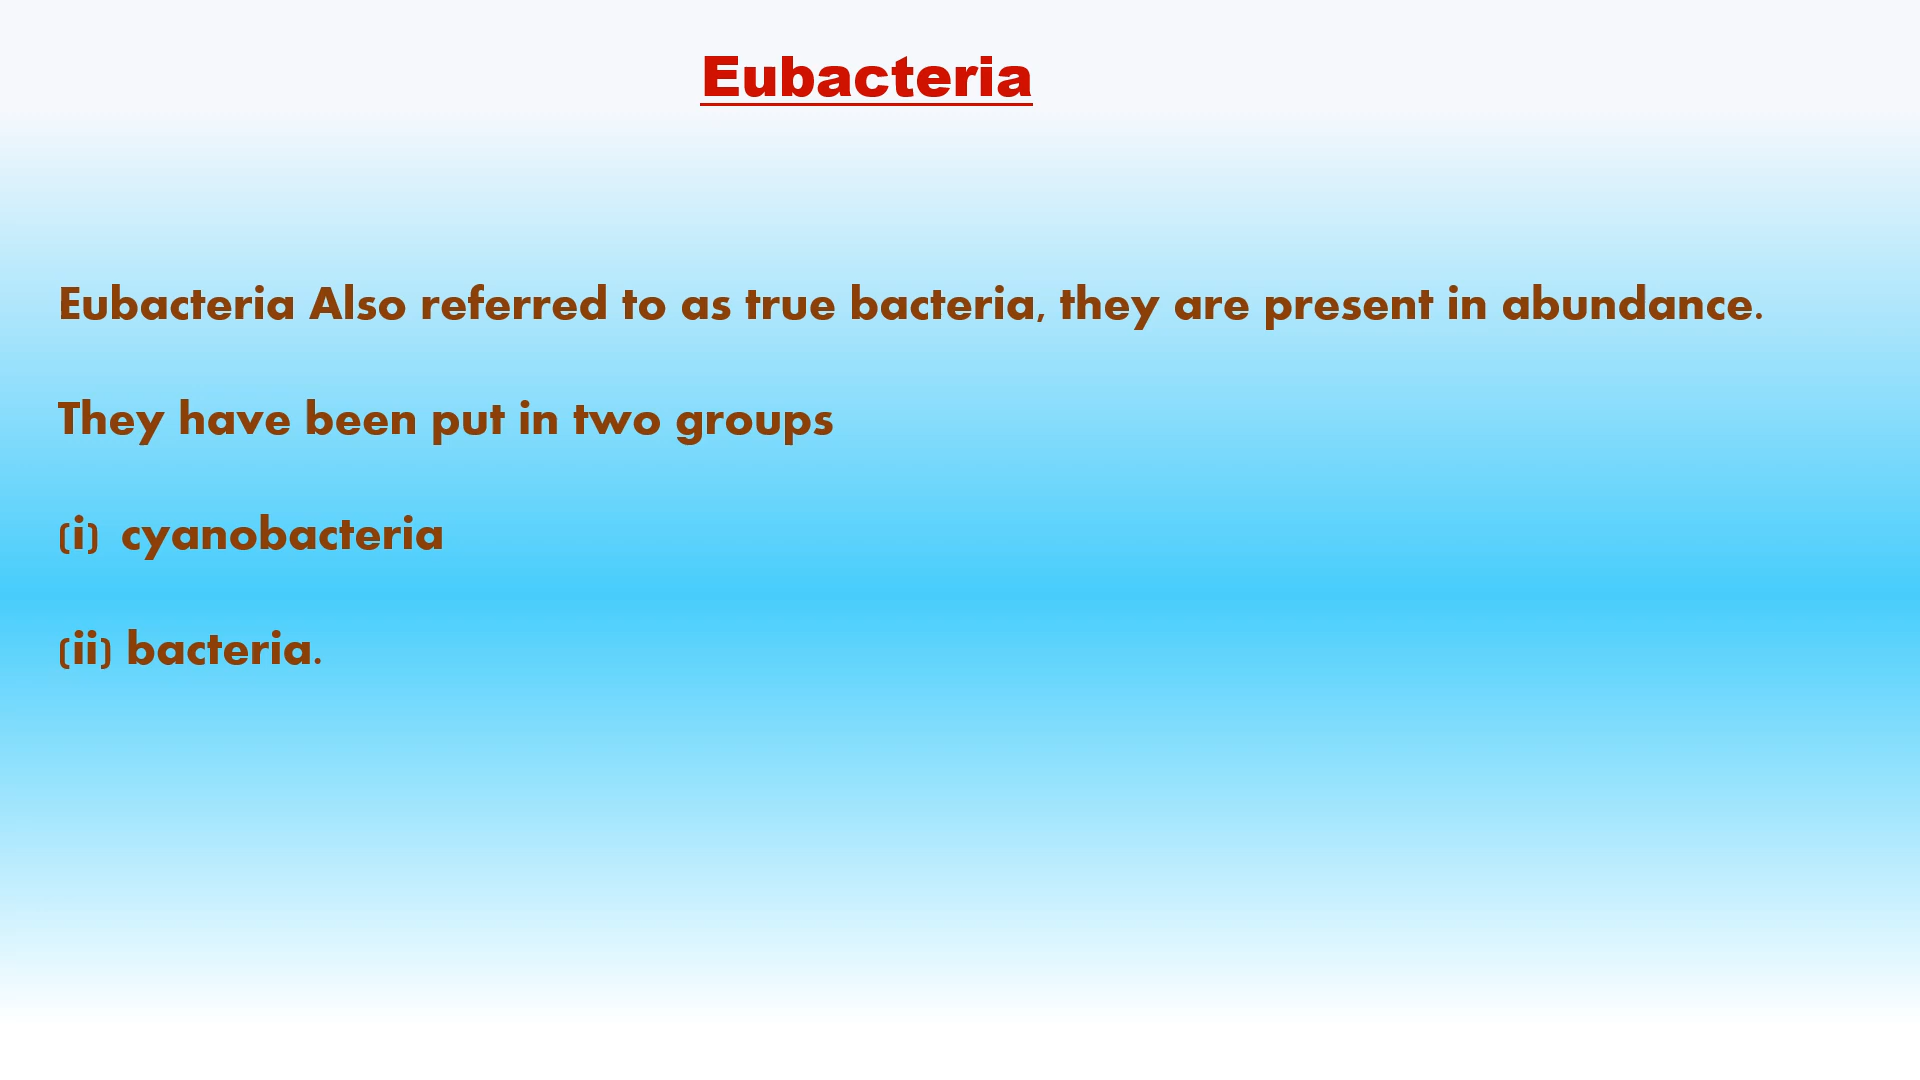 Eubacteria
Eubacteria Also referred to as true bacteria, they are present in abundance.
They have been put in two groups
(i) cyanobacteria
(ii) bacteria.